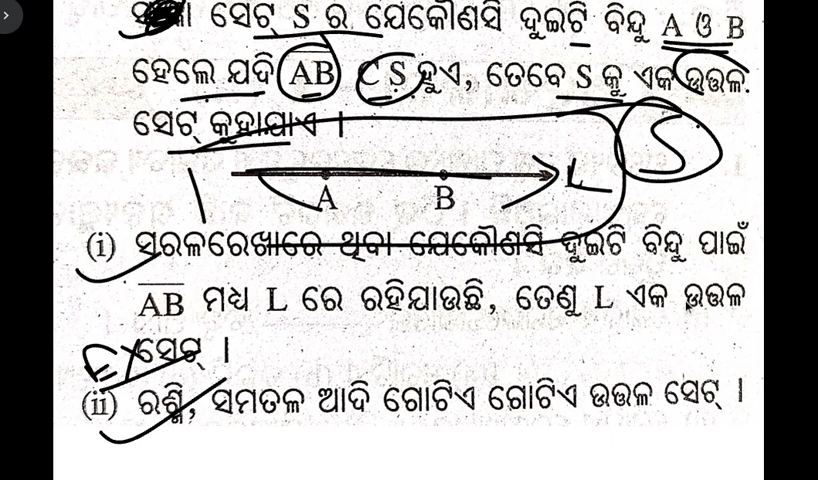 ସେଟ୍ S ର ଯେକୌଣସି ଦୁଇଟି ବିନ୍ଦୁ A ଓ B
ହେଲେ ଯଦି AB ⊂ S ହୁଏ, ତେବେ S କୁ ଏକ ଉତ୍ତଳ
ସେଟ୍ କୁହାଯାଏ ।
S
L
A B
(i) ସରଳରେଖାରେ ଥିବା ଯେକୌଣସି ଦୁଇଟି ବିନ୍ଦୁ ପାଇଁ
AB ମଧ୍ୟ L ରେ ରହିଯାଉଛି, ତେଣୁ L ଏକ ଉତ୍ତଳ
ସେଟ୍ ।
(ii) ରଶ୍ମି, ସମତଳ ଆଦି ଗୋଟିଏ ଗୋଟିଏ ଉତ୍ତଳ ସେଟ୍ ।